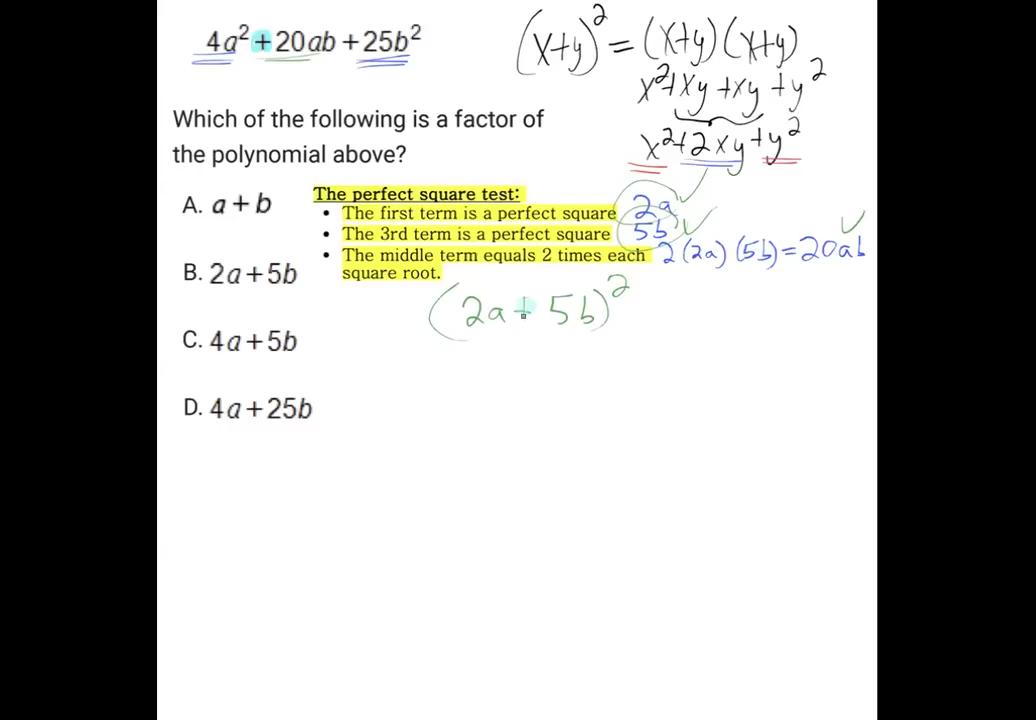 4a² + 20ab + 25b²
(x+y)² = (x+y)(x+y)
x² + xy + xy + y²
x² + 2xy + y²
Which of the following is a factor of
the polynomial above?
A. a + b
B. 2a + 5b
C. 4a + 5b
D. 4a + 25b
The perfect square test:
• The first term is a perfect square 2a ✓
• The 3rd term is a perfect square 5b ✓
• The middle term equals 2 times each 2(2a)(5b) = 20ab ✓
square root.
(2a + 5b)²